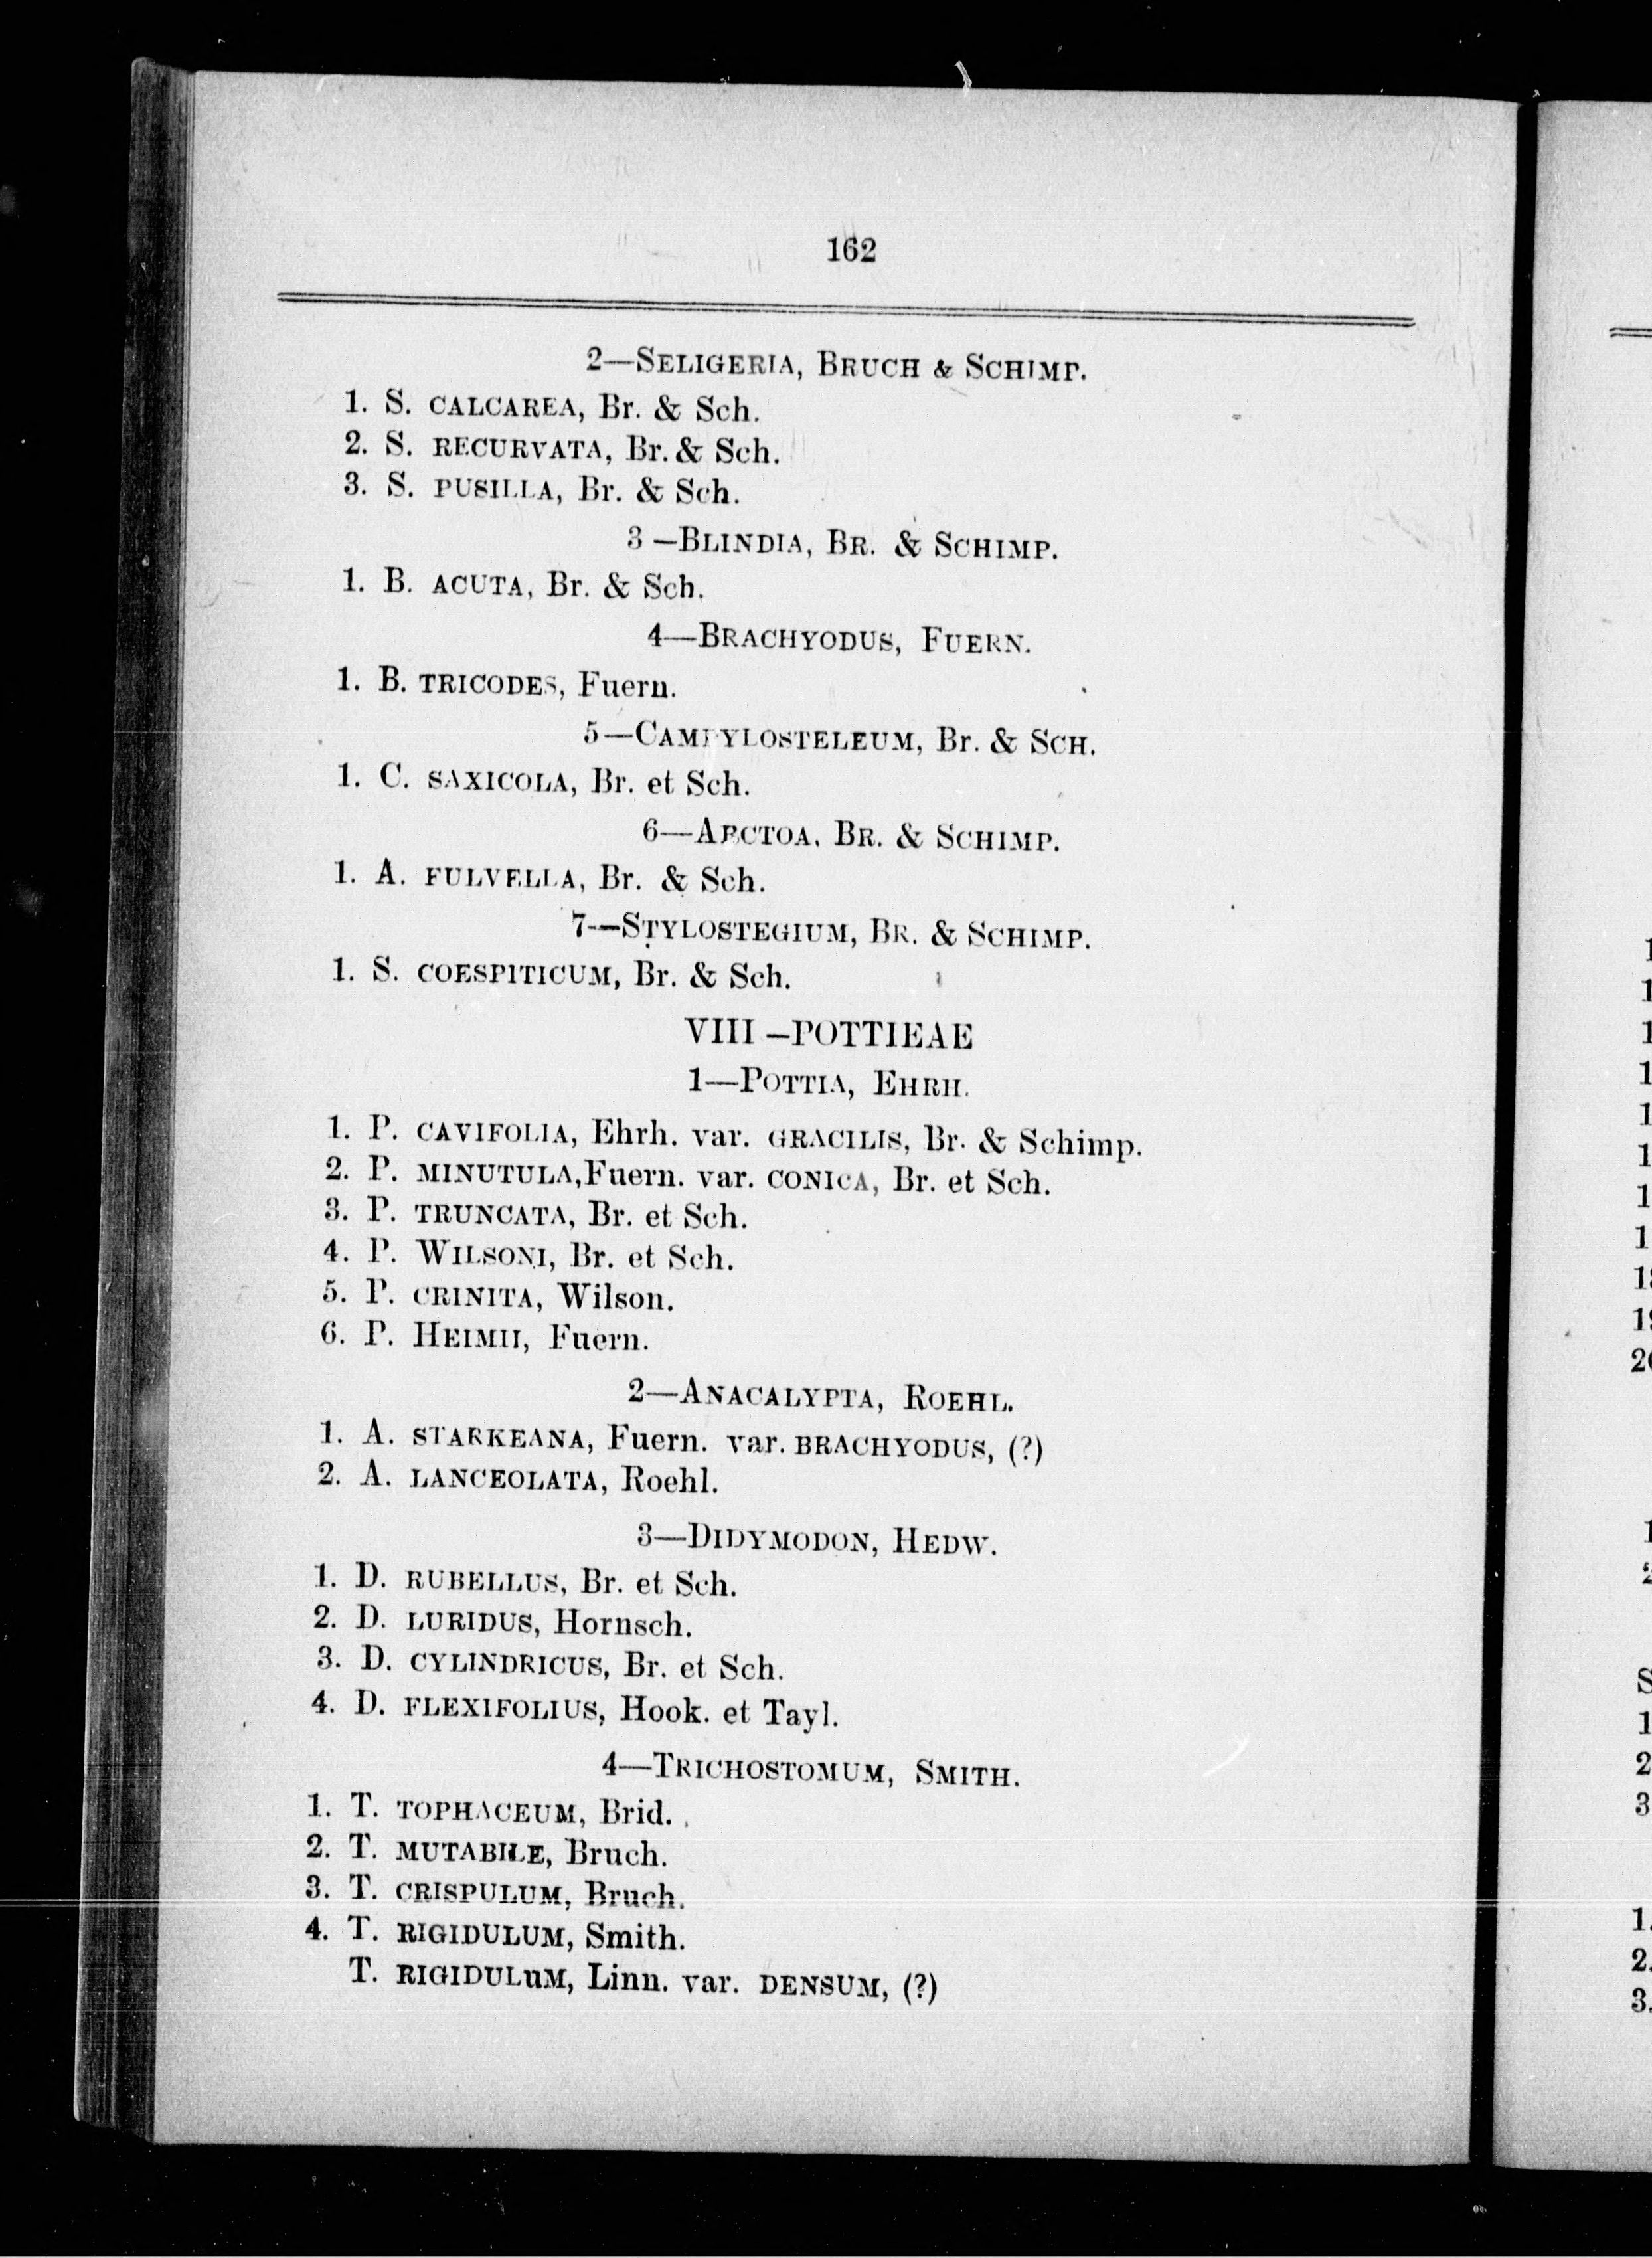 162
2—SELIGERIA, BRUCH & SCHIMP.
1. S. CALCAREA, Br. & Sch.
2. S. RECURVATA, Br. & Sch.
3. S. PUSILLA, Br. & Sch.
3—BLINDIA, BR. & SCHIMP.
1. B. ACUTA, Br. & Sch.
4—BRACHYODUS, FUERN.
1. B. TRICODES, Fuern.
5—CAMPYLOSTELEUM, Br. & SCH.
1. C. SAXICOLA, Br. et Sch.
6—ARCTOA. BR. & SCHIMP.
1. A. FULVELLA, Br. & Sch.
7—STYLOSTEGIUM, BR. & SCHIMP.
1. S. COESPITICUM, Br. & Sch.
VIII—POTTIEAE
1—POTTIA, EHRH.
1. P. CAVIFOLIA, Ehrh. var. GRACILIS, Br. & Schimp.
2. P. MINUTULA, Fuern. var. CONICA, Br. et Sch.
3. P. TRUNCATA, Br. et Sch.
4. P. WILSONI, Br. et Sch.
5. P. CRINITA, Wilson.
6. P. HEIMII, Fuern.
2—ANACALYPTA, ROEHL.
1. A. STARKEANA, Fuern. var. BRACHYODUS, (?)
2. A. LANCEOLATA, Roehl.
3—DIDYMODON, HEDW.
1. D. RUBELLUS, Br. et Sch.
2. D. LURIDUS, Hornsch.
3. D. CYLINDRICUS, Br. et Sch.
4. D. FLEXIFOLIUS, Hook. et Tayl.
4—TRICHOSTOMUM, SMITH.
1. T. TOPHACEUM, Brid.
2. T. MUTABILE, Bruch.
3. T. CRISPULUM, Bruch.
4. T. RIGIDULUM, Smith.
T. RIGIDULUM, Linn. var. DENSUM, (?)